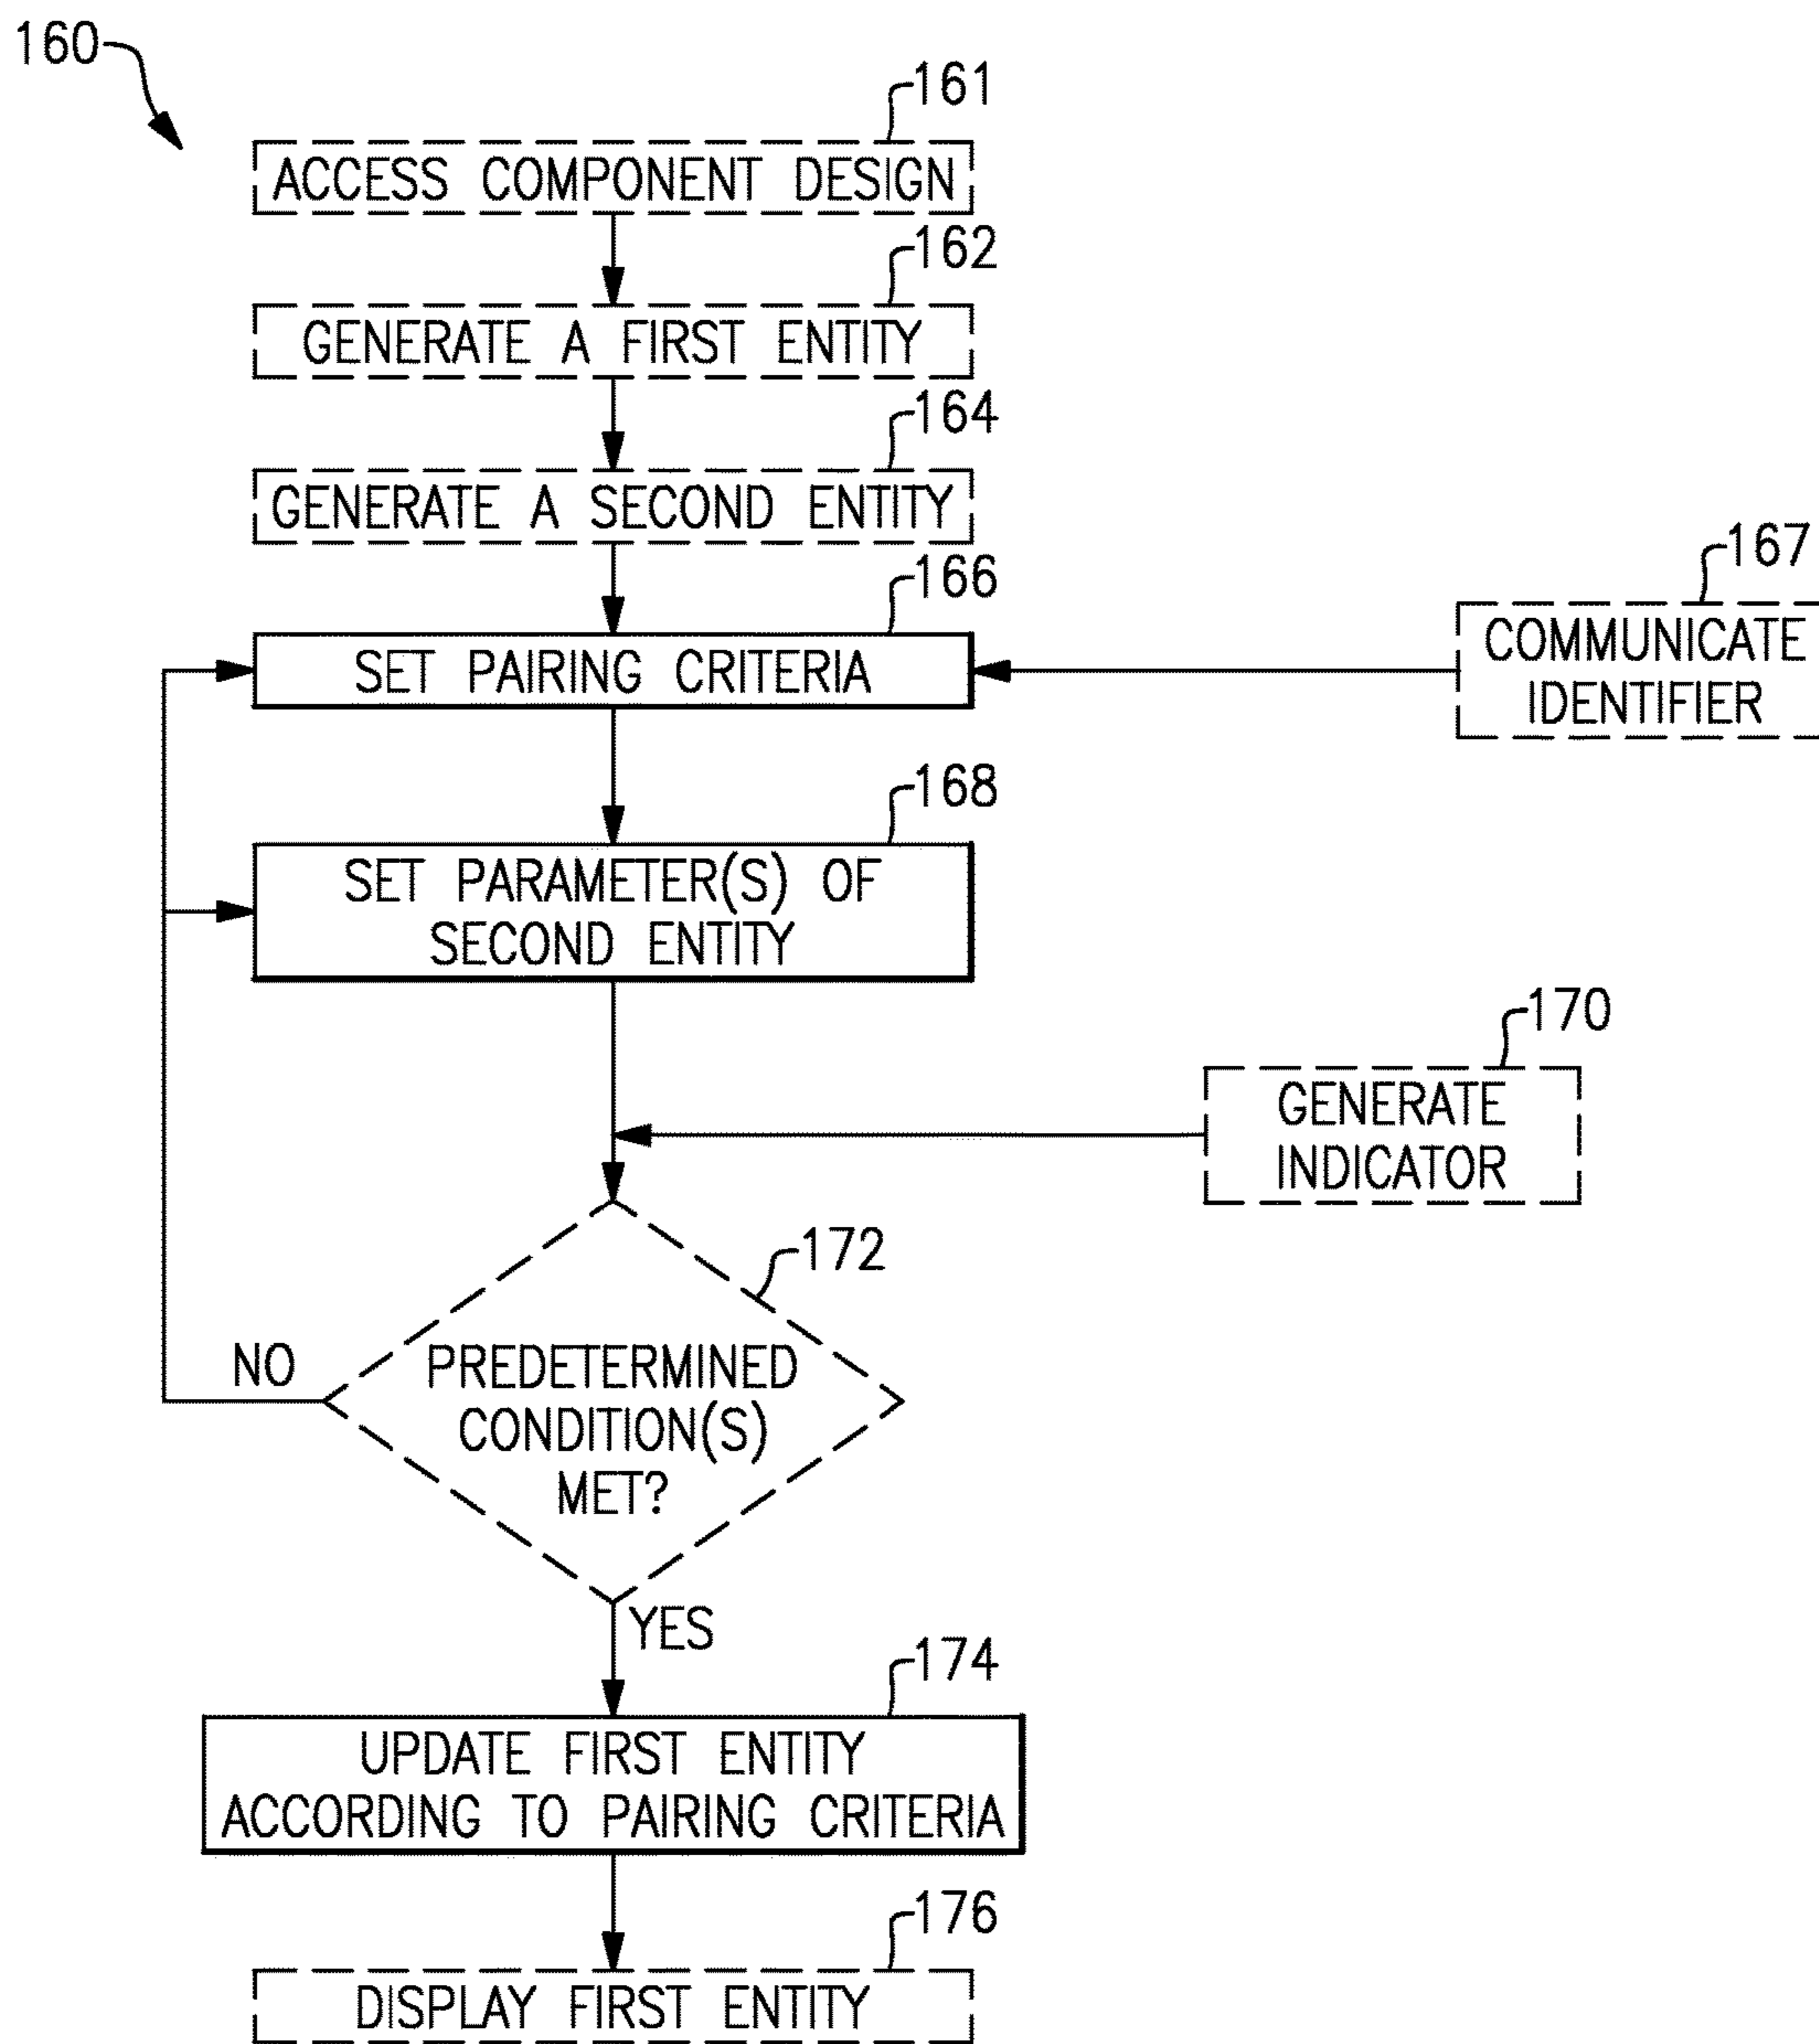 160
161
ACCESS COMPONENT DESIGN
162
GENERATE A FIRST ENTITY
164
GENERATE A SECOND ENTITY
166
SET PAIRING CRITERIA
167
COMMUNICATE
IDENTIFIER
168
SET PARAMETER(S) OF
SECOND ENTITY
170
GENERATE
INDICATOR
172
PREDETERMINED
CONDITION(S)
MET?
NO
YES
174
UPDATE FIRST ENTITY
ACCORDING TO PAIRING CRITERIA
176
DISPLAY FIRST ENTITY